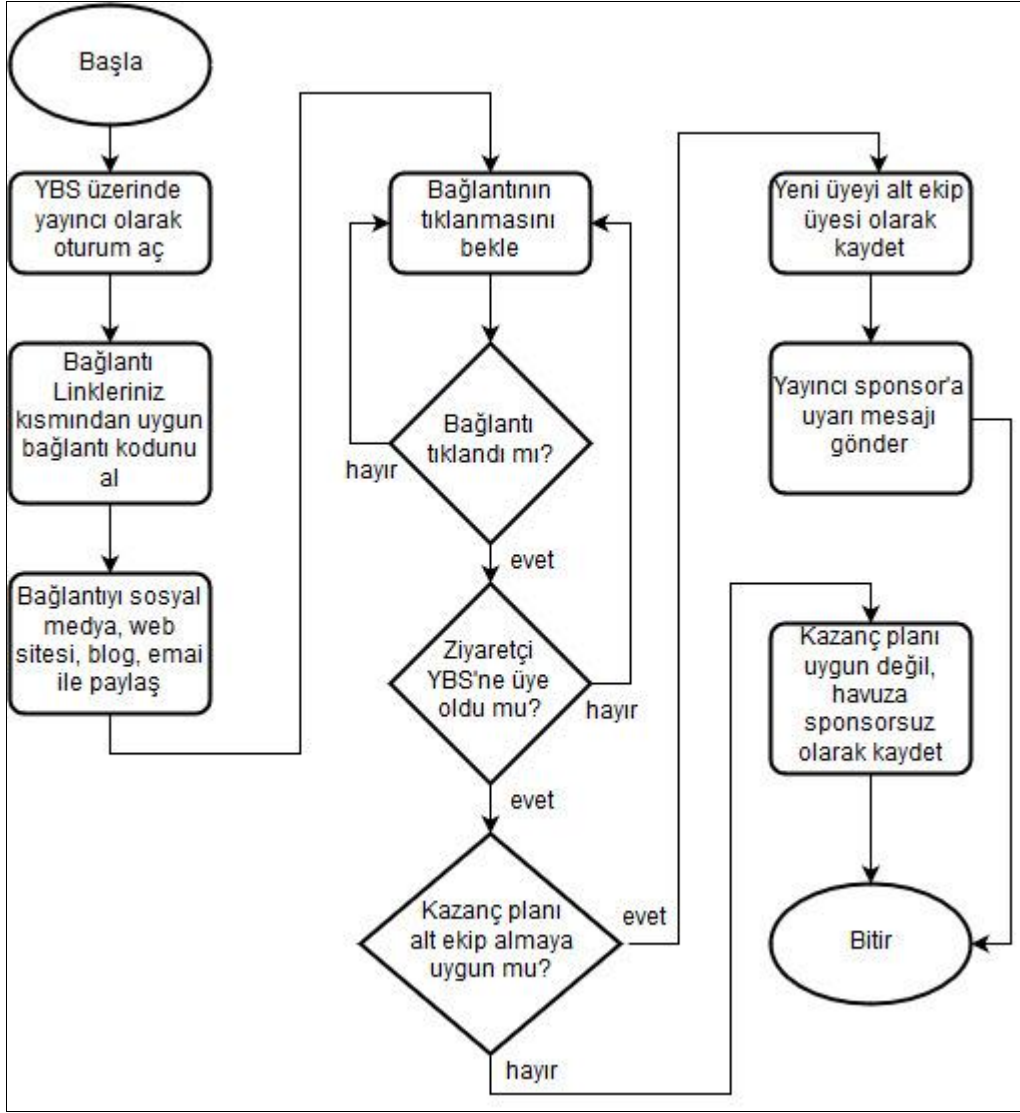 Başla
YBS üzerinde
yayıncı olarak
oturum aç
Bağlantı
Linkleriniz
kısmından uygun
bağlantı kodunu
al
Bağlantıyı sosyal
medya, web
sitesi, blog, emai
ile paylaş
Bağlantının
tıklanmasını
bekle
Bağlantı
tıklandı mı?
hayır
evet
Ziyaretçi
YBS'ne üye
oldu mu?
hayır
evet
Kazanç planı
alt ekip almaya
uygun mu?
evet
hayır
Yeni üyeyi alt ekip
üyesi olarak
kaydet
Yayıncı sponsor'a
uyarı mesajı
gönder
Kazanç planı
uygun değil,
havuza
sponsorsuz
olarak kaydet
Bitir